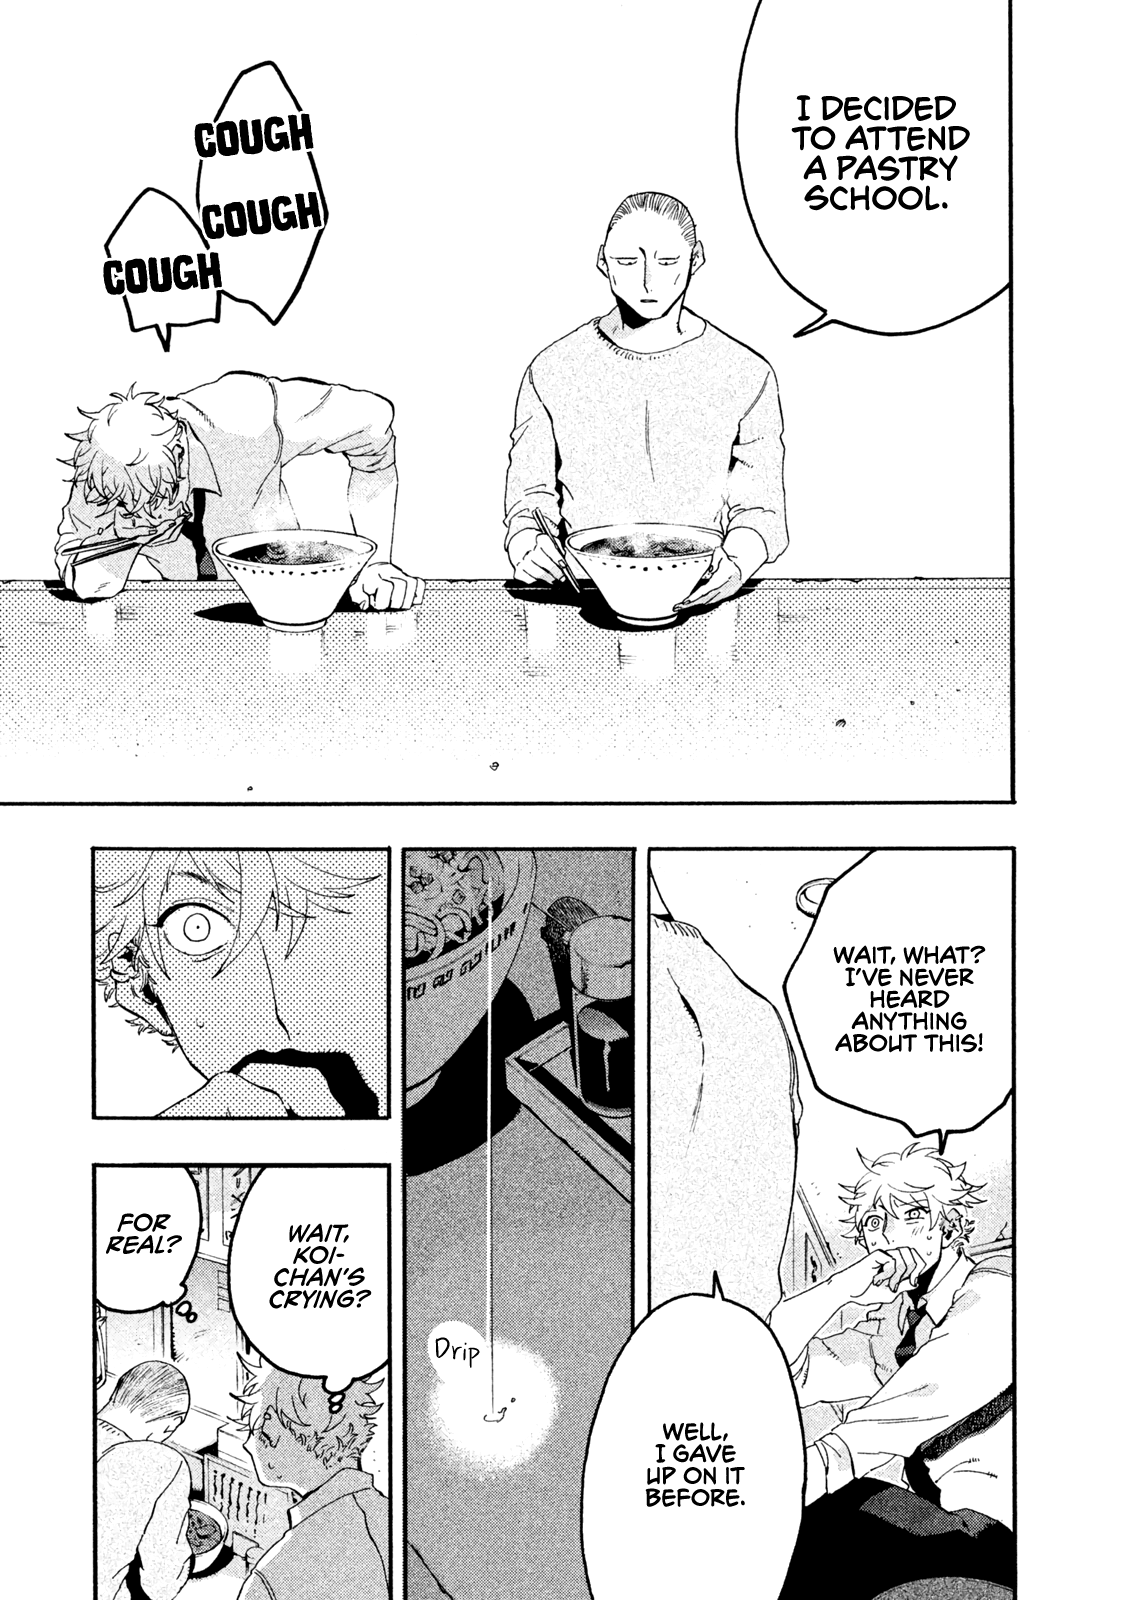 I DECIDED
TO ATTEND
A PASTRY
SCHOOL.
COUGH
COUGH
COUGH
WAIT, WHAT?
I'VE NEVER
HEARD
ANYTHING
ABOUT THIS!
WELL,
I GAVE
UP ON IT
BEFORE.
Drip
WAIT,
KOI-
CHAN'S
CRYING?
FOR
REAL?